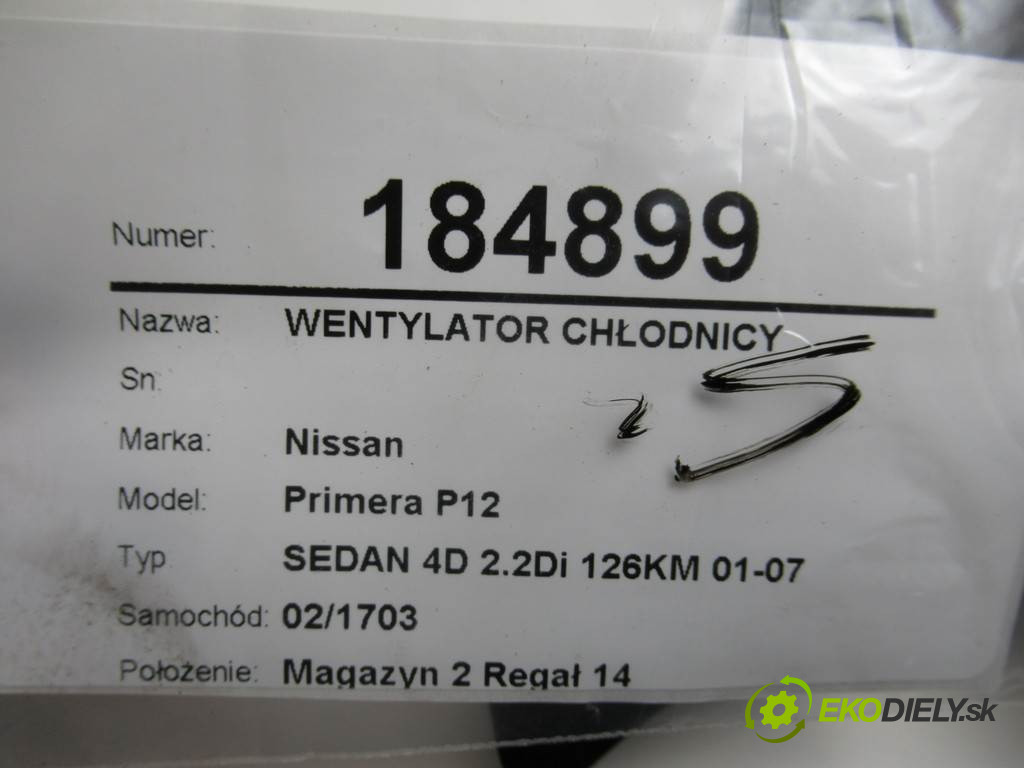 Numer: 184899
Nazwa: WENTYLATOR CHŁODNICY
Sn:
Marka: Nissan
Model: Primera P12
Typ SEDAN 4D 2.2Di 126KM 01-07
Samochód: 02/1703
Położenie: Magazyn 2 Regał 14
EKODIELY.sk